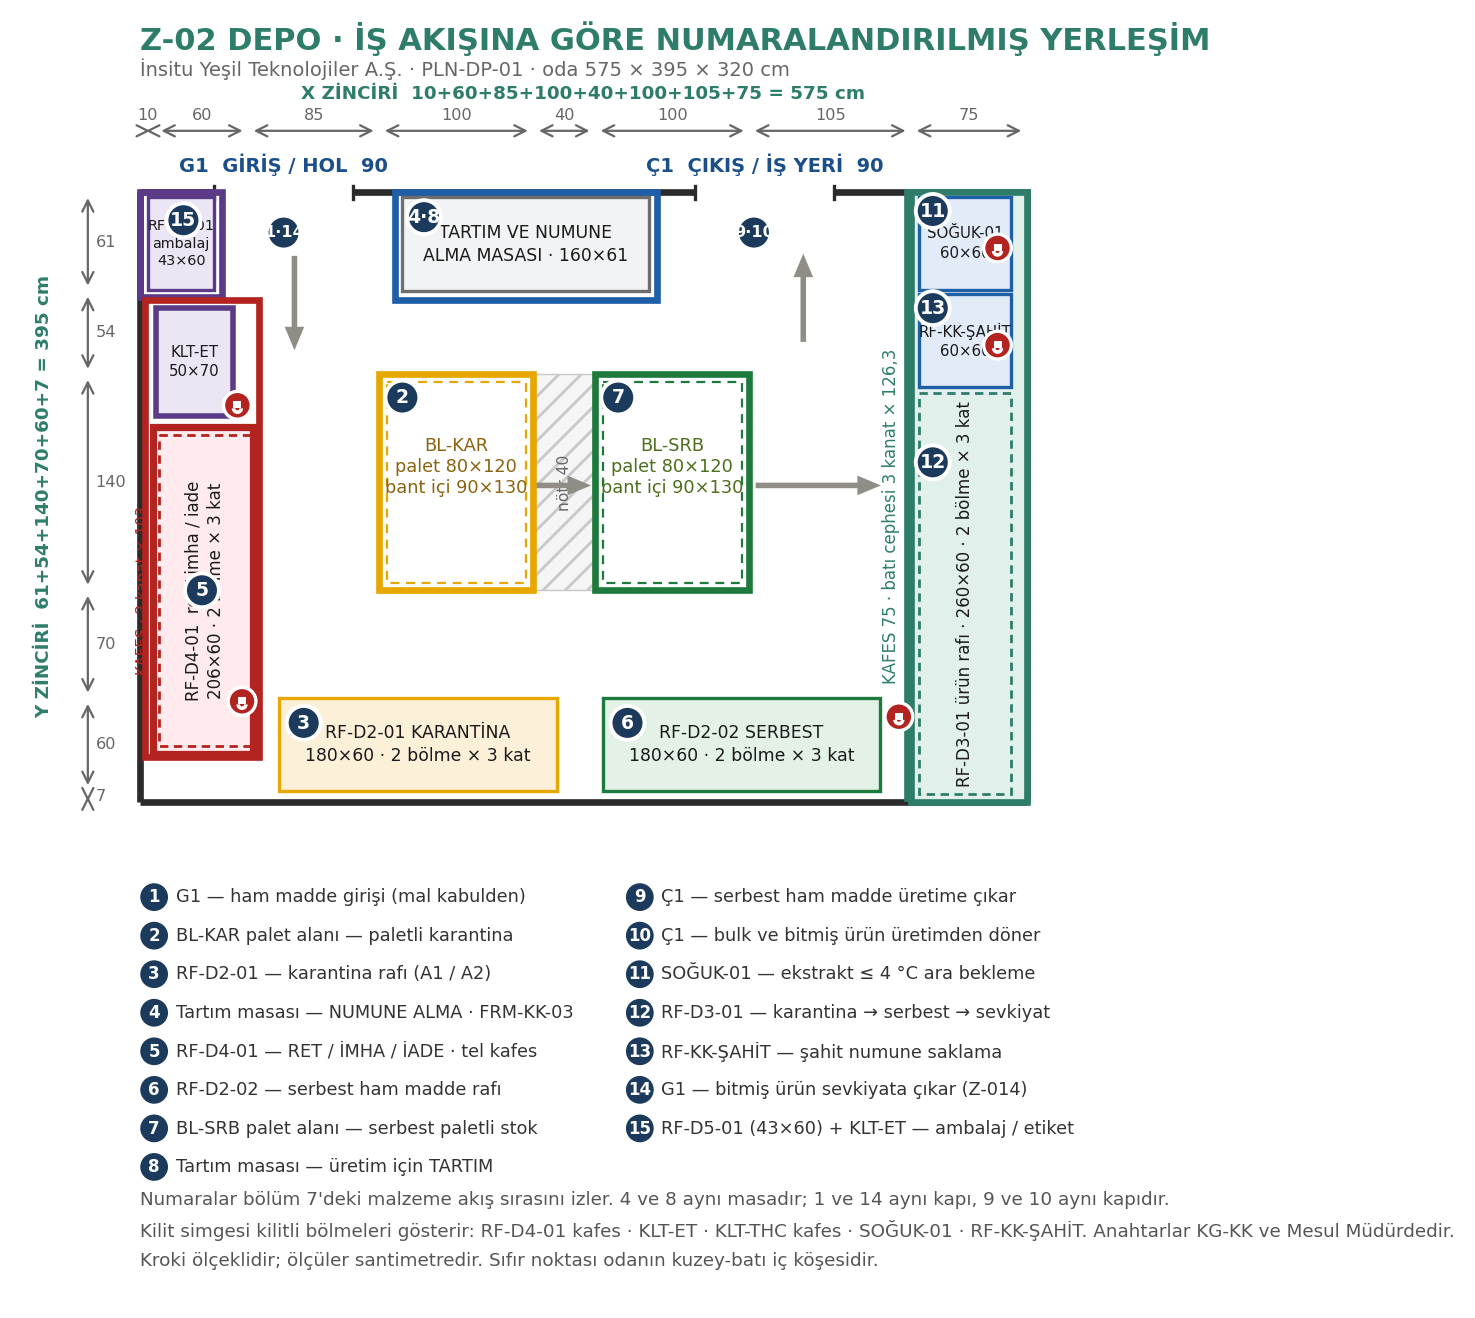 Z-02 DEPO · İŞ AKIŞINA GÖRE NUMARALANDIRILMIŞ YERLEŞİM
İnsitu Yeşil Teknolojiler A.Ş. · PLN-DP-01 · oda 575 × 395 × 320 cm
X ZİNCİRİ 10+60+85+100+40+100+105+75 = 575 cm
10 60 85 100 40 100 105 75
G1 GİRİŞ / HOL 90
Ç1 ÇIKIŞ / İŞ YERİ 90
Y ZİNCİRİ 61+54+140+70+60+7 = 395 cm
61
54
140
70
60
7
15
ambalaj
43×60
1·14
4·8
TARTIM VE NUMUNE
ALMA MASASI · 160×61
9·10
11
SOĞUK-01
13
RF-KK-ŞAHİT
KLT-ET
50×70
2
BL-KAR
palet 80×120
bant içi 90×130
nötr 40
7
BL-SRB
palet 80×120
bant içi 90×130
KAFES 75 · batı cephesi 3 kanat × 126,3
12
RF-D3-01 ürün rafı · 260×60 · 2 bölme × 3 kat
5
RF-D4-01 imha / iade
206×60 · 2 × 3 kat
3
RF-D2-01 KARANTİNA
180×60 · 2 bölme × 3 kat
6
RF-D2-02 SERBEST
180×60 · 2 bölme × 3 kat
1 G1 — ham madde girişi (mal kabulden)
2 BL-KAR palet alanı — paletli karantina
3 RF-D2-01 — karantina rafı (A1 / A2)
4 Tartım masası — NUMUNE ALMA · FRM-KK-03
5 RF-D4-01 — RET / İMHA / İADE · tel kafes
6 RF-D2-02 — serbest ham madde rafı
7 BL-SRB palet alanı — serbest paletli stok
8 Tartım masası — üretim için TARTIM
9 Ç1 — serbest ham madde üretime çıkar
10 Ç1 — bulk ve bitmiş ürün üretimden döner
11 SOĞUK-01 — ekstrakt ≤ 4 °C ara bekleme
12 RF-D3-01 — karantina → serbest → sevkiyat
13 RF-KK-ŞAHİT — şahit numune saklama
14 G1 — bitmiş ürün sevkiyata çıkar (Z-014)
15 RF-D5-01 (43×60) + KLT-ET — ambalaj / etiket
Numaralar bölüm 7'deki malzeme akış sırasını izler. 4 ve 8 aynı masadır; 1 ve 14 aynı kapı, 9 ve 10 aynı kapıdır.
Kilit simgesi kilitli bölmeleri gösterir: RF-D4-01 kafes · KLT-ET · KLT-THC kafes · SOĞUK-01 · RF-KK-ŞAHİT. Anahtarlar KG-KK ve Mesul Müdürdedir.
Kroki ölçeklidir; ölçüler santimetredir. Sıfır noktası odanın kuzey-batı iç köşesidir.